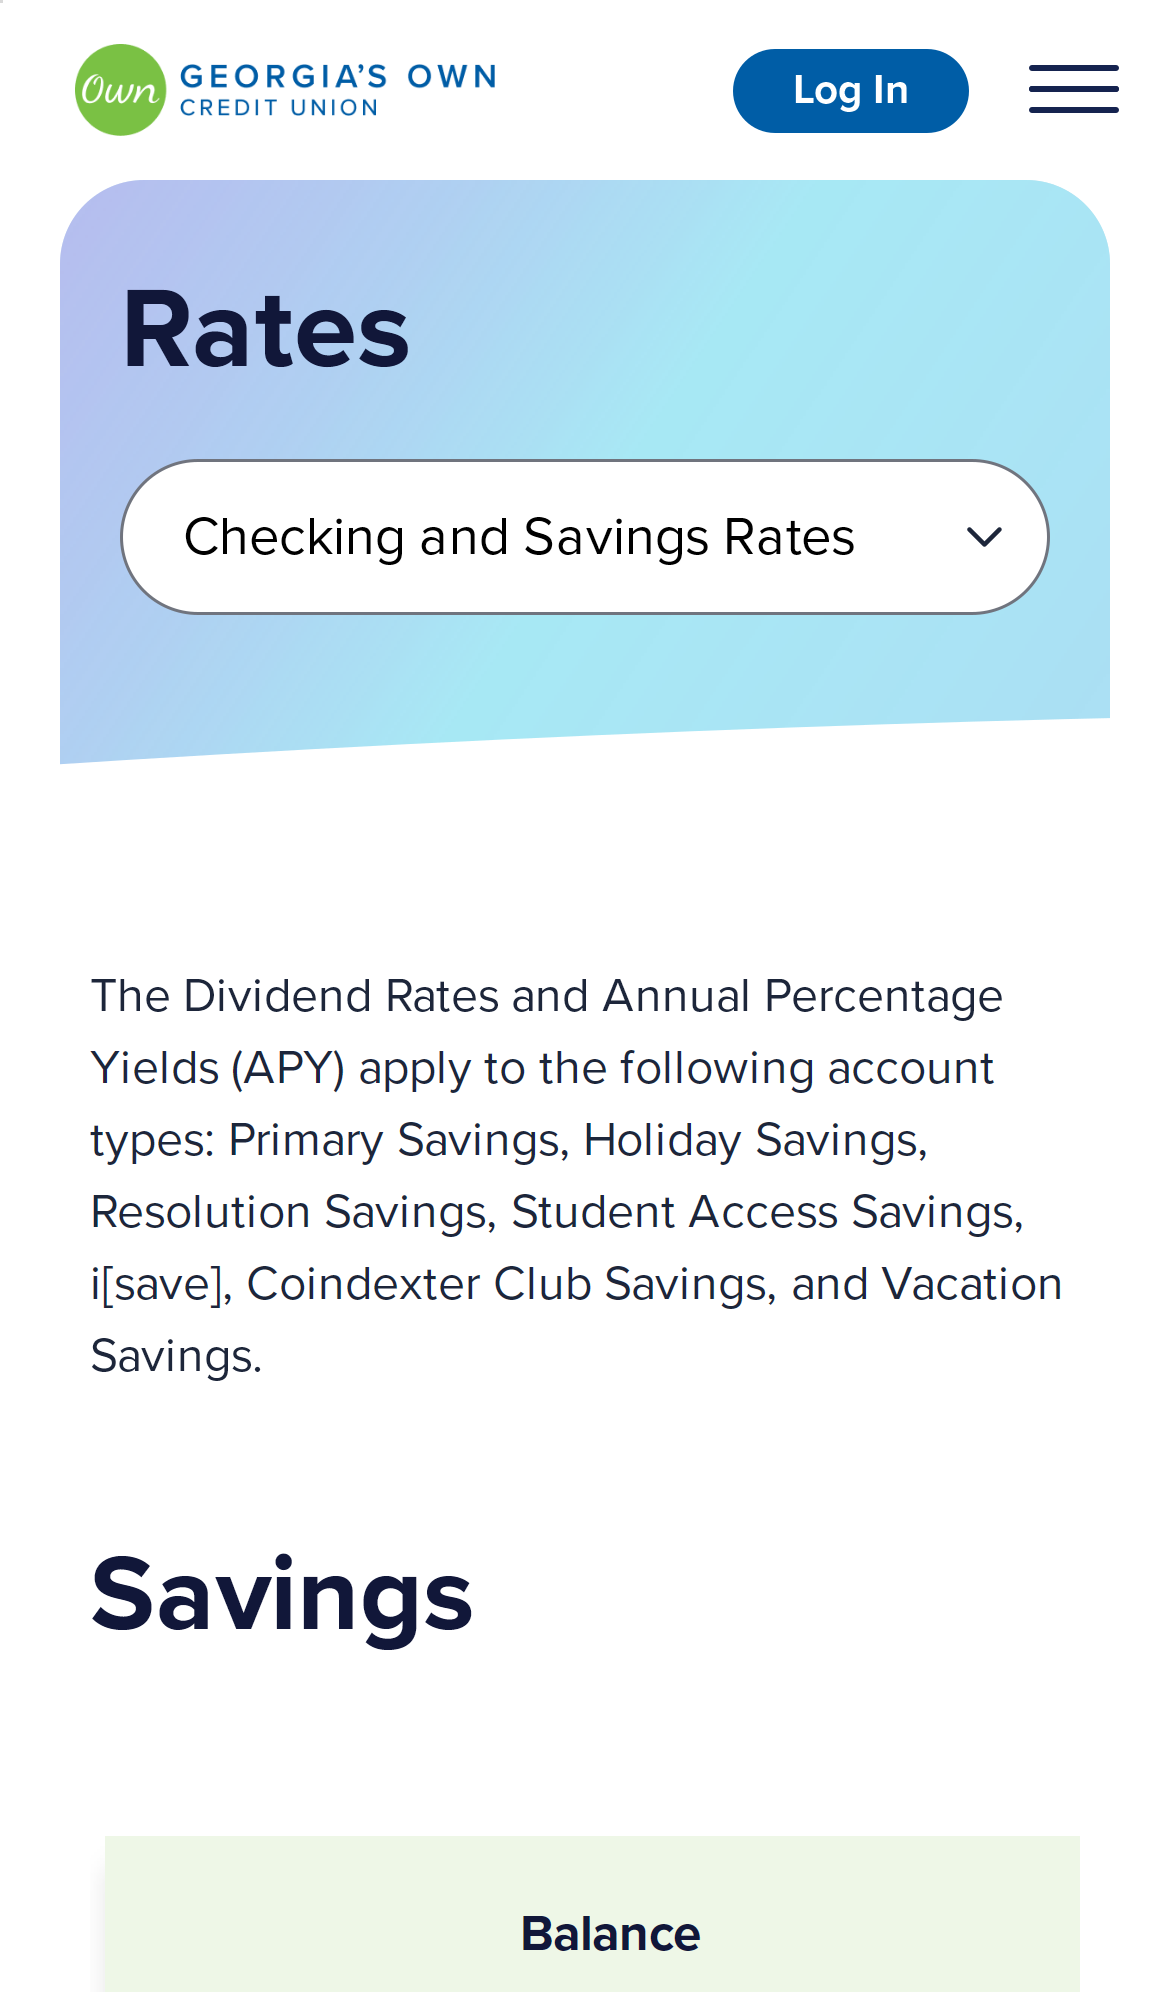 Own
GEORGIA'S OWN
CREDIT UNION
Log In
Rates
Checking and Savings Rates
The Dividend Rates and Annual Percentage
Yields (APY) apply to the following account
types: Primary Savings, Holiday Savings,
Resolution Savings, Student Access Savings,
i[save], Coindexter Club Savings, and Vacation
Savings.
Savings
Balance